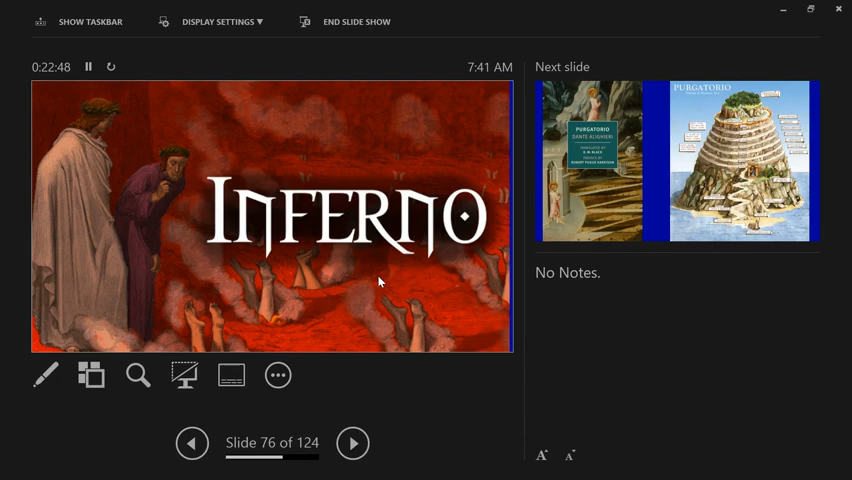 SHOW TASKBAR
DISPLAY SETTINGS ▼
END SLIDE SHOW
0:22:48
7:41 AM
Next slide
INFERNO
PURGATORIO
DANTE ALIGHIERI
PURGATORIO
No Notes.
Slide 76 of 124
A
A